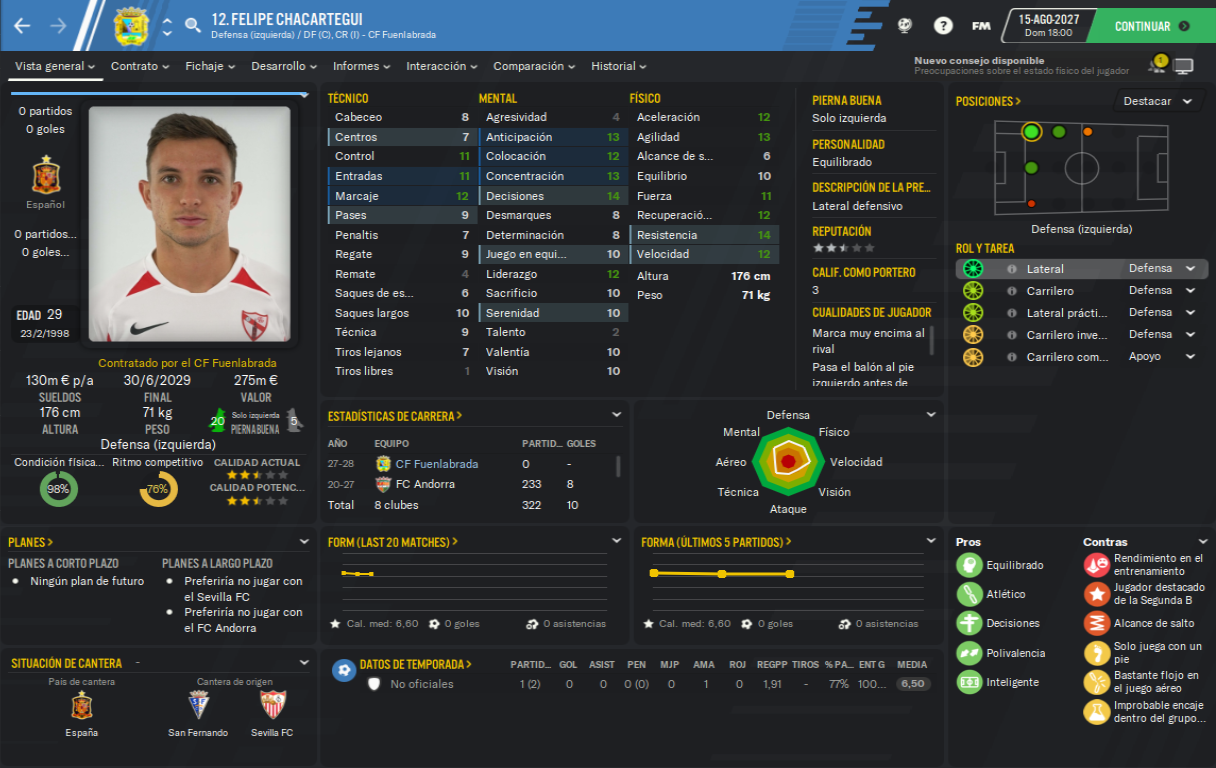 12. FELIPE CHACARTEGUI
Defensa (izquierda) / DF (C), CR (I) - CF Fuenlabrada
FM
15-AGO-2027
Dom 18:00
CONTINUAR
Vista general
Contrato
Fichaje
Desarrollo
Informes
Interacción
Comparación
Historial
Nuevo consejo disponible
Preocupaciones sobre el estado físico del jugador
1
0 partidos
0 goles
Español
0 partidos...
0 goles...
EDAD 29
23/2/1998
Contratado por el CF Fuenlabrada
130m € p/a
SUELDOS
30/6/2029
FINAL
275m €
VALOR
176 cm
ALTURA
71 kg
PESO
20
Solo izquierda
PIERNA BUENA
5
Defensa (izquierda)
Condición física...
98%
Ritmo competitivo
76%
CALIDAD ACTUAL
CALIDAD POTENC...
TÉCNICO
Cabeceo 8
Centros 7
Control 11
Entradas 11
Marcaje 12
Pases 9
Penaltis 7
Regate 9
Remate 4
Saques de es... 6
Saques largos 10
Técnica 9
Tiros lejanos 7
Tiros libres 1
MENTAL
Agresividad 4
Anticipación 13
Colocación 12
Concentración 13
Decisiones 14
Desmarques 8
Determinación 8
Juego en equi... 10
Liderazgo 12
Sacrificio 10
Serenidad 10
Talento 2
Valentía 10
Visión 10
FÍSICO
Aceleración 12
Agilidad 13
Alcance de s... 6
Equilibrio 10
Fuerza 11
Recuperació... 12
Resistencia 14
Velocidad 12
Altura 176 cm
Peso 71 kg
PIERNA BUENA
Solo izquierda
PERSONALIDAD
Equilibrado
DESCRIPCIÓN DE LA PRE...
Lateral defensivo
REPUTACIÓN
CALIF. COMO PORTERO
3
CUALIDADES DE JUGADOR
Marca muy encima al
rival
Pasa el balón al pie
izquierdo antes de
POSICIONES >
Destacar
Defensa (izquierda)
ROL Y TAREA
Lateral Defensa
Carrilero Defensa
Lateral prácti... Defensa
Carrilero inve... Defensa
Carrilero com... Apoyo
ESTADÍSTICAS DE CARRERA >
AÑO EQUIPO PARTID... GOLES
27-28 CF Fuenlabrada 0 -
20-27 FC Andorra 233 8
Total 8 clubes 322 10
Defensa
Mental
Físico
Aéreo
Velocidad
Técnica
Visión
Ataque
PLANES >
PLANES A CORTO PLAZO
Ningún plan de futuro
PLANES A LARGO PLAZO
Preferiría no jugar con
el Sevilla FC
Preferiría no jugar con
el FC Andorra
FORM (LAST 20 MATCHES) >
Cal. med: 6,60 0 goles 0 asistencias
FORMA (ÚLTIMOS 5 PARTIDOS) >
Cal. med: 6,60 0 goles 0 asistencias
Pros
Equilibrado
Atlético
Decisiones
Polivalencia
Inteligente
Contras
Rendimiento en el
entrenamiento
Jugador destacado
de la Segunda B
Alcance de salto
Solo juega con un
pie
Bastante flojo en
el juego aéreo
Improbable encaje
dentro del grupo...
SITUACIÓN DE CANTERA -
País de cantera
España
Cantera de origen
San Fernando
Sevilla FC
DATOS DE TEMPORADA >
PARTID... GOL ASIST PEN MJP AMA ROJ REGPP TIROS % PA... ENT G MEDIA
No oficiales 1 (2) 0 0 0 (0) 0 1 0 1,91 - 77% 100... 6,50